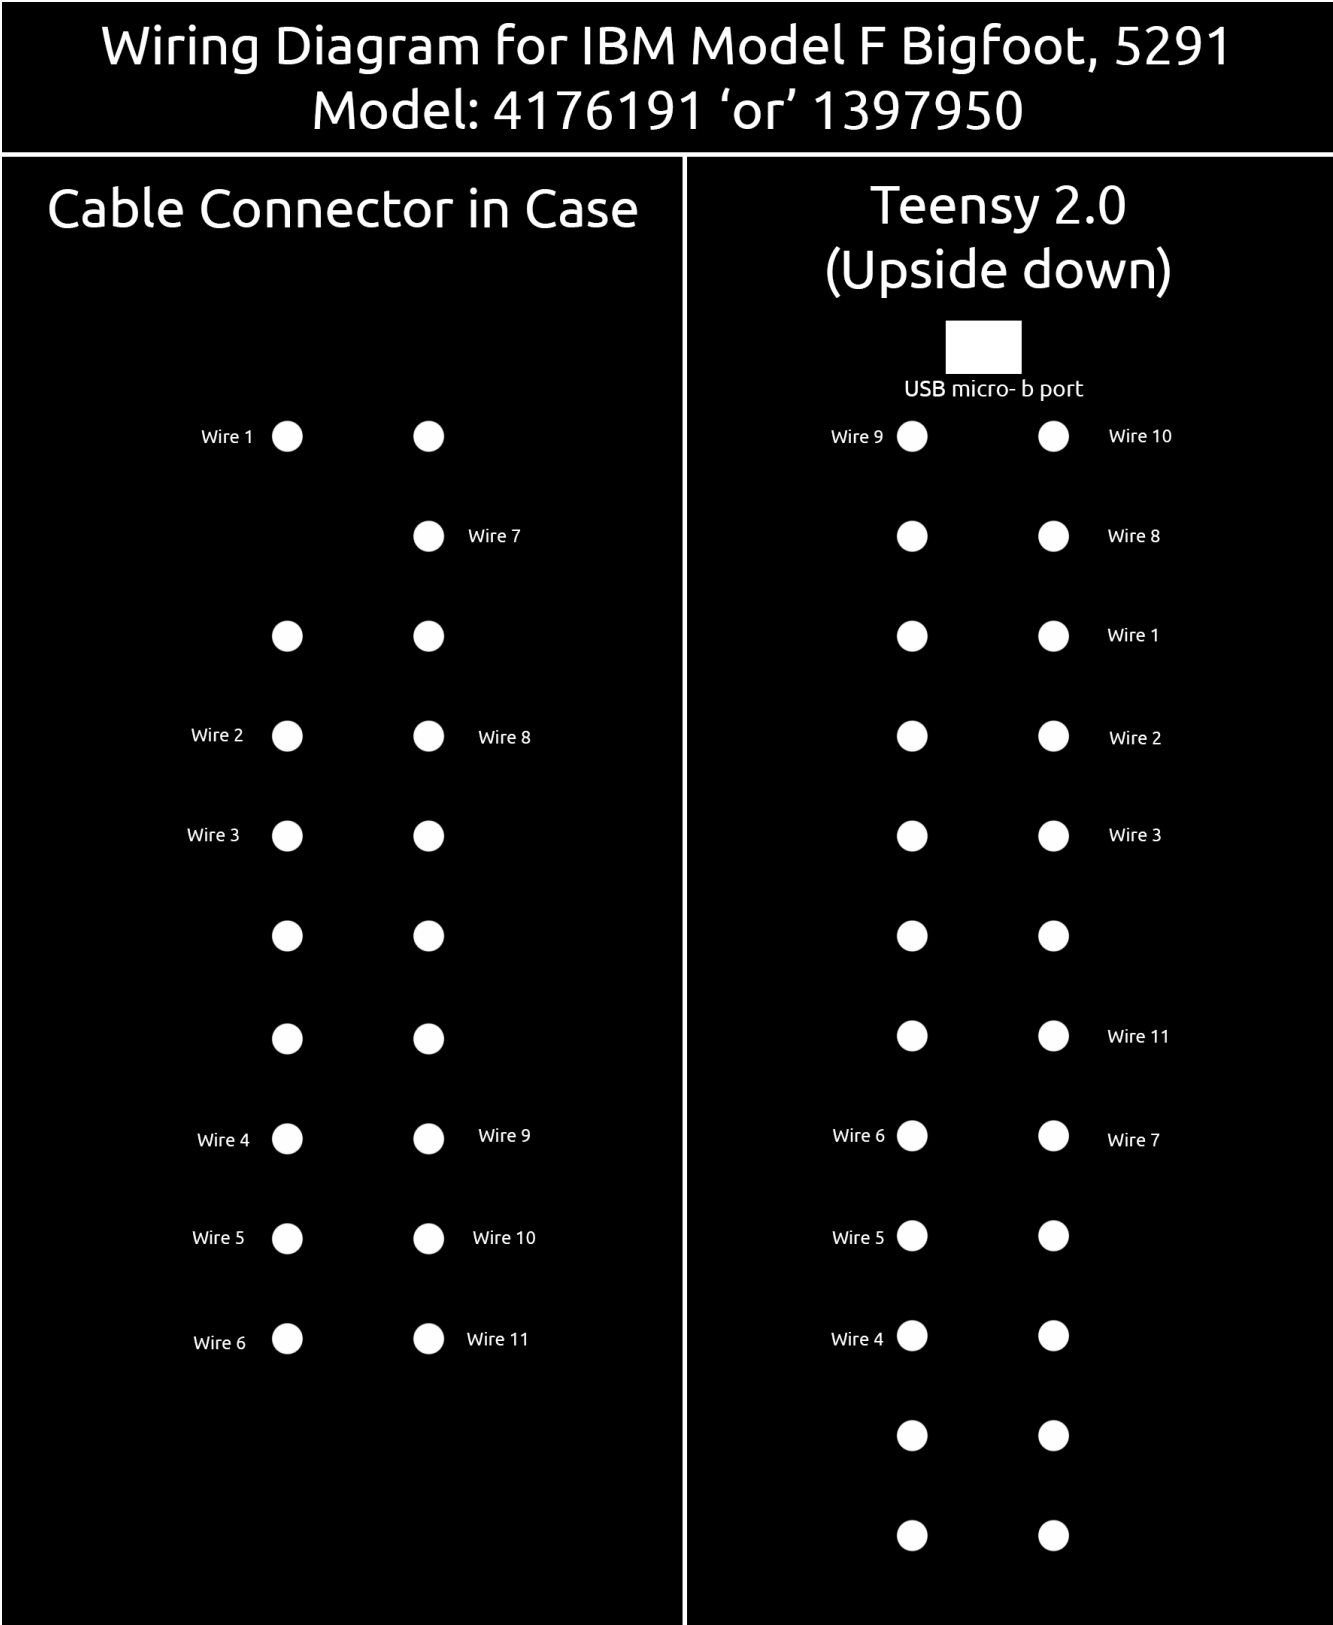 Wiring Diagram for IBM Model F Bigfoot, 5291
Model: 4176191 ‘or’ 1397950
Cable Connector in Case
Wire 1
Wire 7
Wire 2
Wire 8
Wire 3
Wire 4
Wire 9
Wire 5
Wire 10
Wire 6
Wire 11
Teensy 2.0
(Upside down)
USB micro- b port
Wire 9
Wire 10
Wire 8
Wire 1
Wire 2
Wire 3
Wire 11
Wire 6
Wire 7
Wire 5
Wire 4